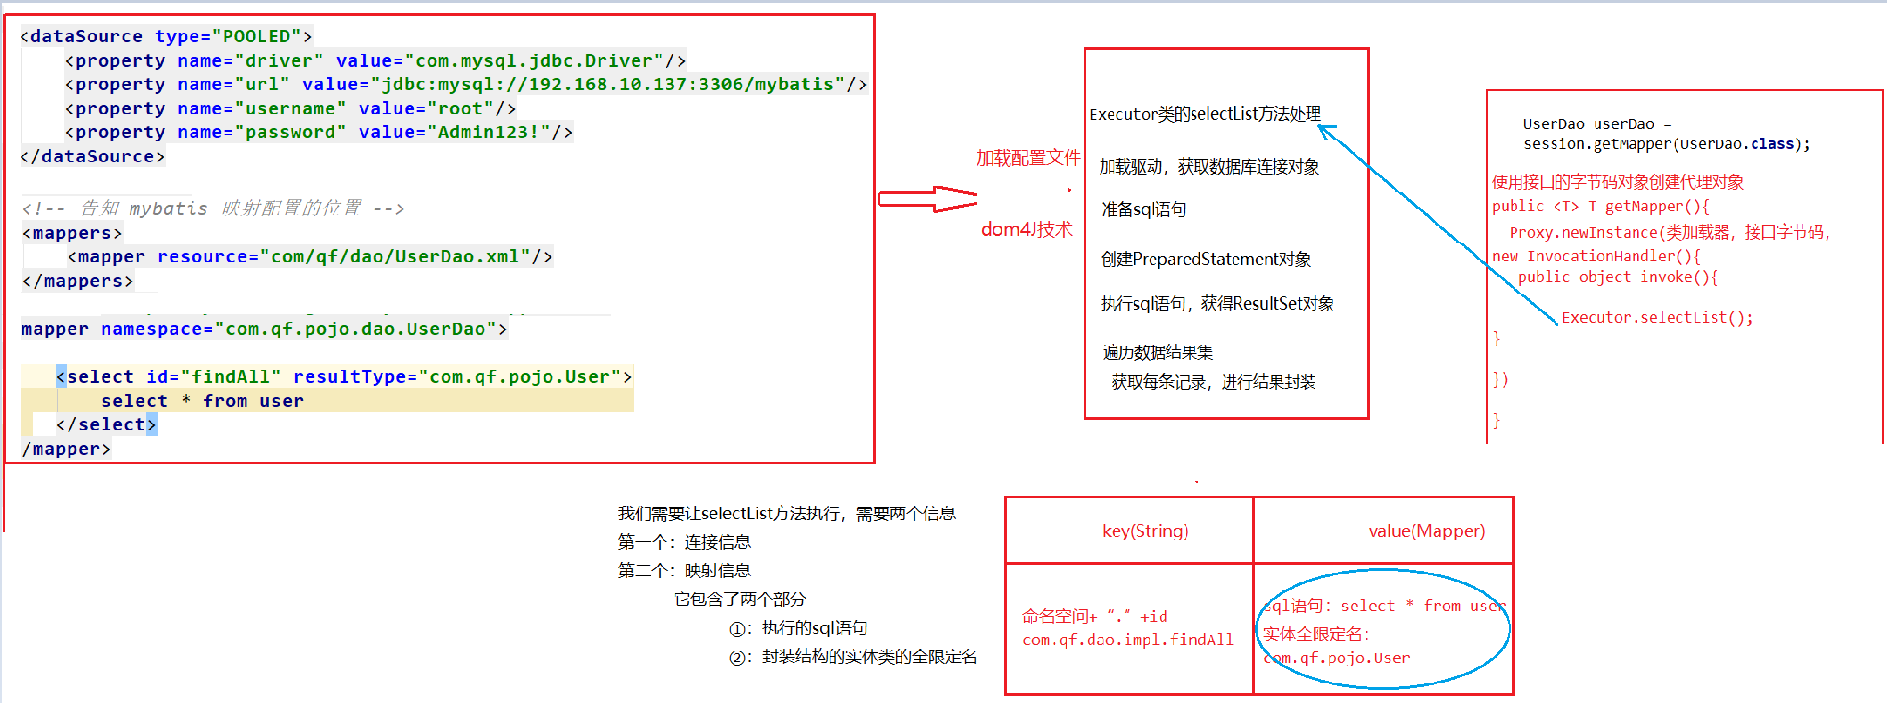 <dataSource type="POOLED">
<property name="driver" value="com.mysql.jdbc.Driver"/>
<property name="url" value="jdbc:mysql://192.168.10.137:3306/mybatis"/>
<property name="username" value="root"/>
<property name="password" value="Admin123!"/>
</dataSource>
<!-- 告知 mybatis 映射配置的位置 -->
<mappers>
<mapper resource="com/qf/dao/UserDao.xml"/>
</mappers>
mapper namespace="com.qf.pojo.dao.UserDao">
<select id="findAll" resultType="com.qf.pojo.User">
select * from user
</select>
/mapper>
加载配置文件
dom4J技术
Executor类的selectList方法处理
加载驱动，获取数据库连接对象
准备sql语句
创建PreparedStatement对象
执行sql语句，获得ResultSet对象
遍历数据结果集
获取每条记录，进行结果封装
UserDao userDao =
session.getMapper(UserDao.class);
使用接口的字节码对象创建代理对象
public <T> T getMapper(){
Proxy.newInstance(类加载器，接口字节码，
new InvocationHandler(){
public object invoke(){
Executor.selectList();
}
})
}
我们需要让selectList方法执行，需要两个信息
第一个：连接信息
第二个：映射信息
它包含了两个部分
①：执行的sql语句
②：封装结构的实体类的全限定名
key(String)
value(Mapper)
命名空间+“.”+id
com.qf.dao.impl.findAll
sql语句：select * from user
实体全限定名：
com.qf.pojo.User